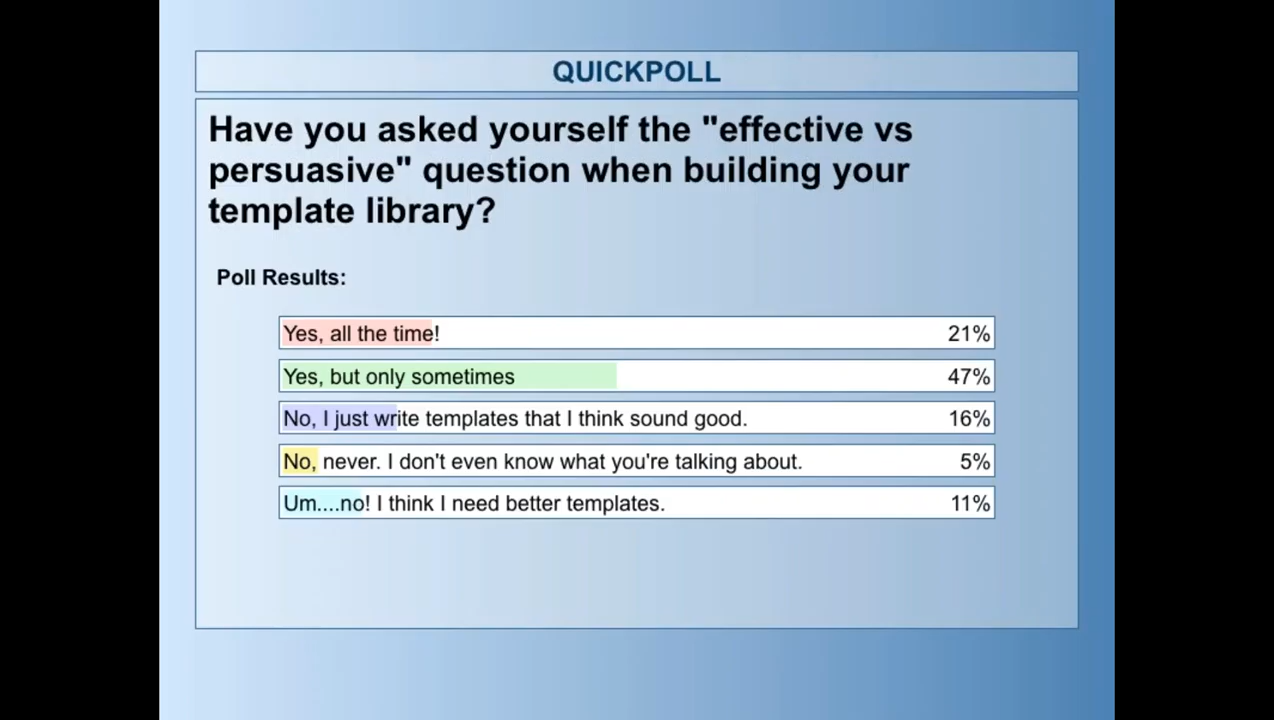 QUICKPOLL
Have you asked yourself the "effective vs
persuasive" question when building your
template library?
Poll Results:
Yes, all the time! 21%
Yes, but only sometimes 47%
No, I just write templates that I think sound good. 16%
No, never. I don't even know what you're talking about. 5%
Um....no! I think I need better templates. 11%